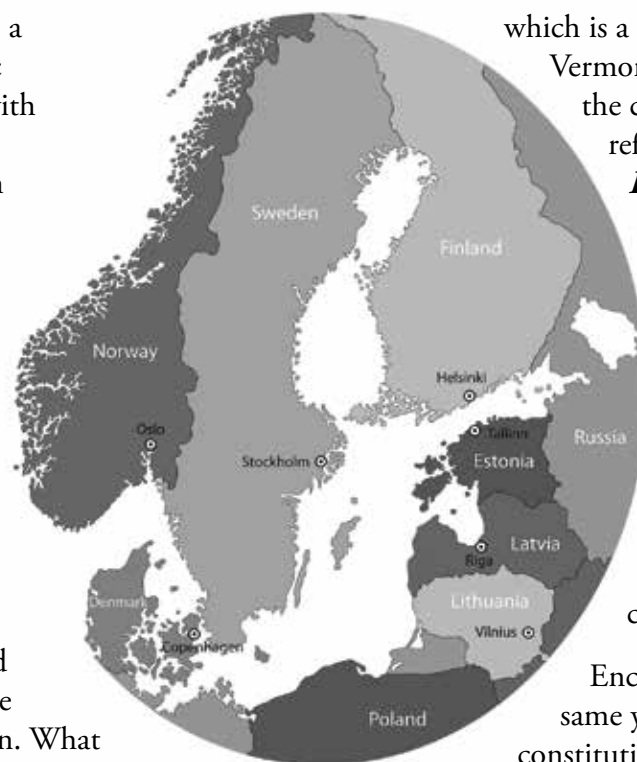 a
with
n. What
Sweden
Finland
Norway
Helsinki
Oslo
Tallinn
Russia
Stockholm
Estonia
Latvia
Riga
Denmark
Lithuania
Vilnius
Copenhagen
Poland
which is a
Vermon
the c
ref
c
Enc
same y
constituti